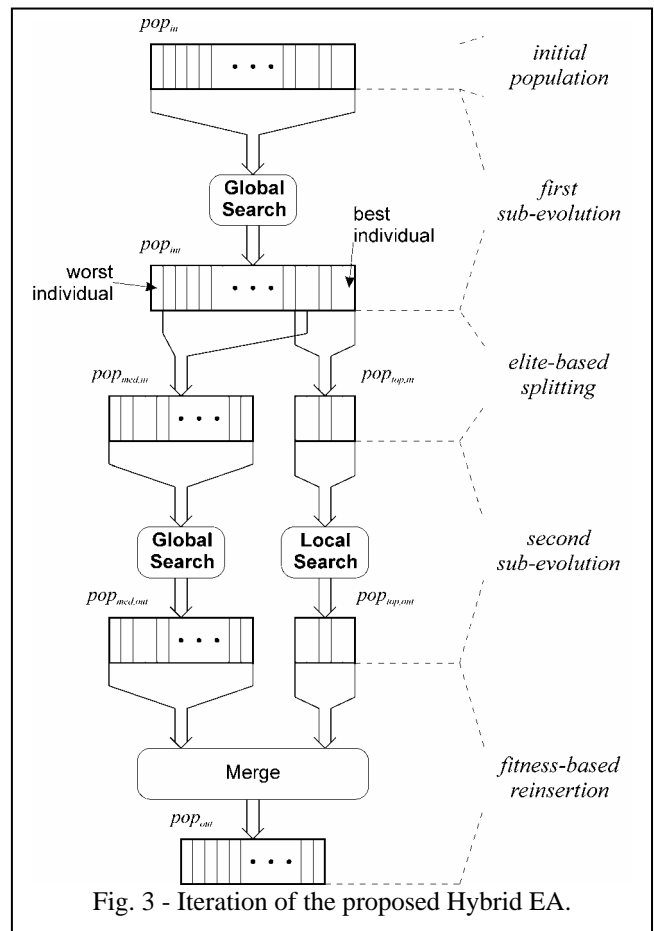 pop_in
initial
population
Global
Search
first
sub-evolution
best
individual
pop_int
worst
individual
• • •
elite-based
splitting
pop_med,in
pop_top,in
• • •
Global
Search
Local
Search
second
sub-evolution
pop_med,out
pop_top,out
• • •
Merge
fitness-based
reinsertion
pop_out
• • •
Fig. 3 - Iteration of the proposed Hybrid EA.